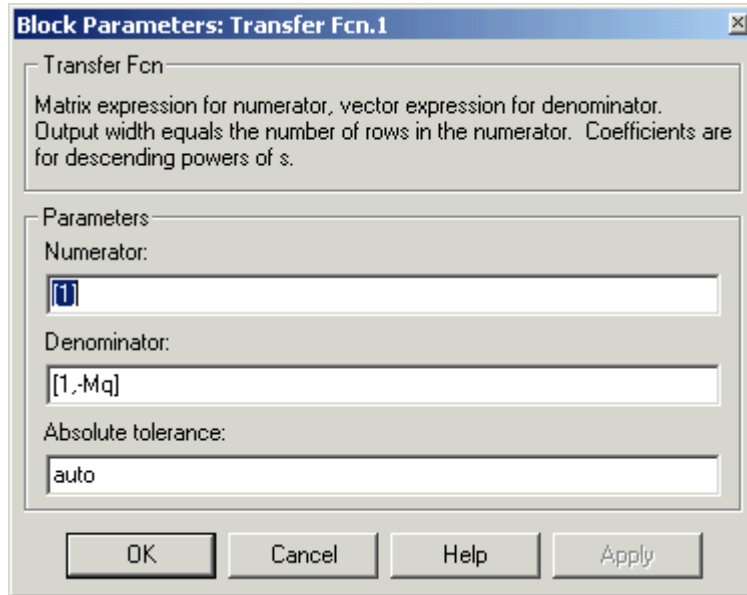 Block Parameters: Transfer Fcn.1
Transfer Fcn
Matrix expression for numerator, vector expression for denominator.
Output width equals the number of rows in the numerator.  Coefficients are
for descending powers of s.
Parameters
Numerator:
[1]
Denominator:
[1,-Mq]
Absolute tolerance:
auto
OK Cancel Help Apply